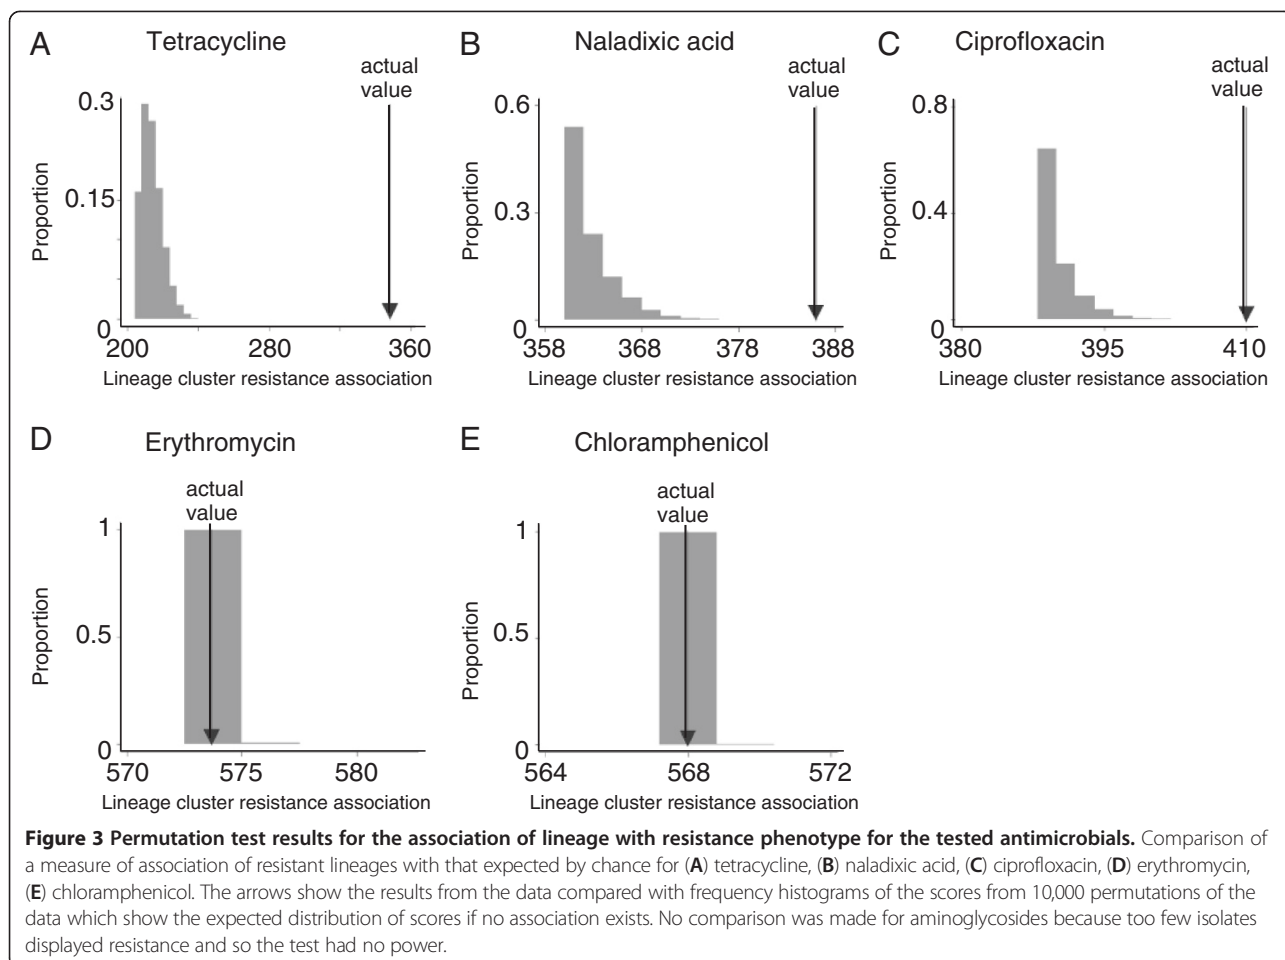 A Tetracycline
actual
value
0.3
0.15
0
Proportion
200 280 360
Lineage cluster resistance association
B Naladixic acid
actual
value
0.6
0.3
0
Proportion
358 368 378 388
Lineage cluster resistance association
C Ciprofloxacin
actual
value
0.8
0.4
0
Proportion
380 395 410
Lineage cluster resistance association
D Erythromycin
actual
value
1
0.5
0
Proportion
570 575 580
Lineage cluster resistance association
E Chloramphenicol
actual
value
1
0.5
0
Proportion
564 568 572
Lineage cluster resistance association
Figure 3 Permutation test results for the association of lineage with resistance phenotype for the tested antimicrobials. Comparison of
a measure of association of resistant lineages with that expected by chance for (A) tetracycline, (B) naladixic acid, (C) ciprofloxacin, (D) erythromycin,
(E) chloramphenicol. The arrows show the results from the data compared with frequency histograms of the scores from 10,000 permutations of the
data which show the expected distribution of scores if no association exists. No comparison was made for aminoglycosides because too few isolates
displayed resistance and so the test had no power.